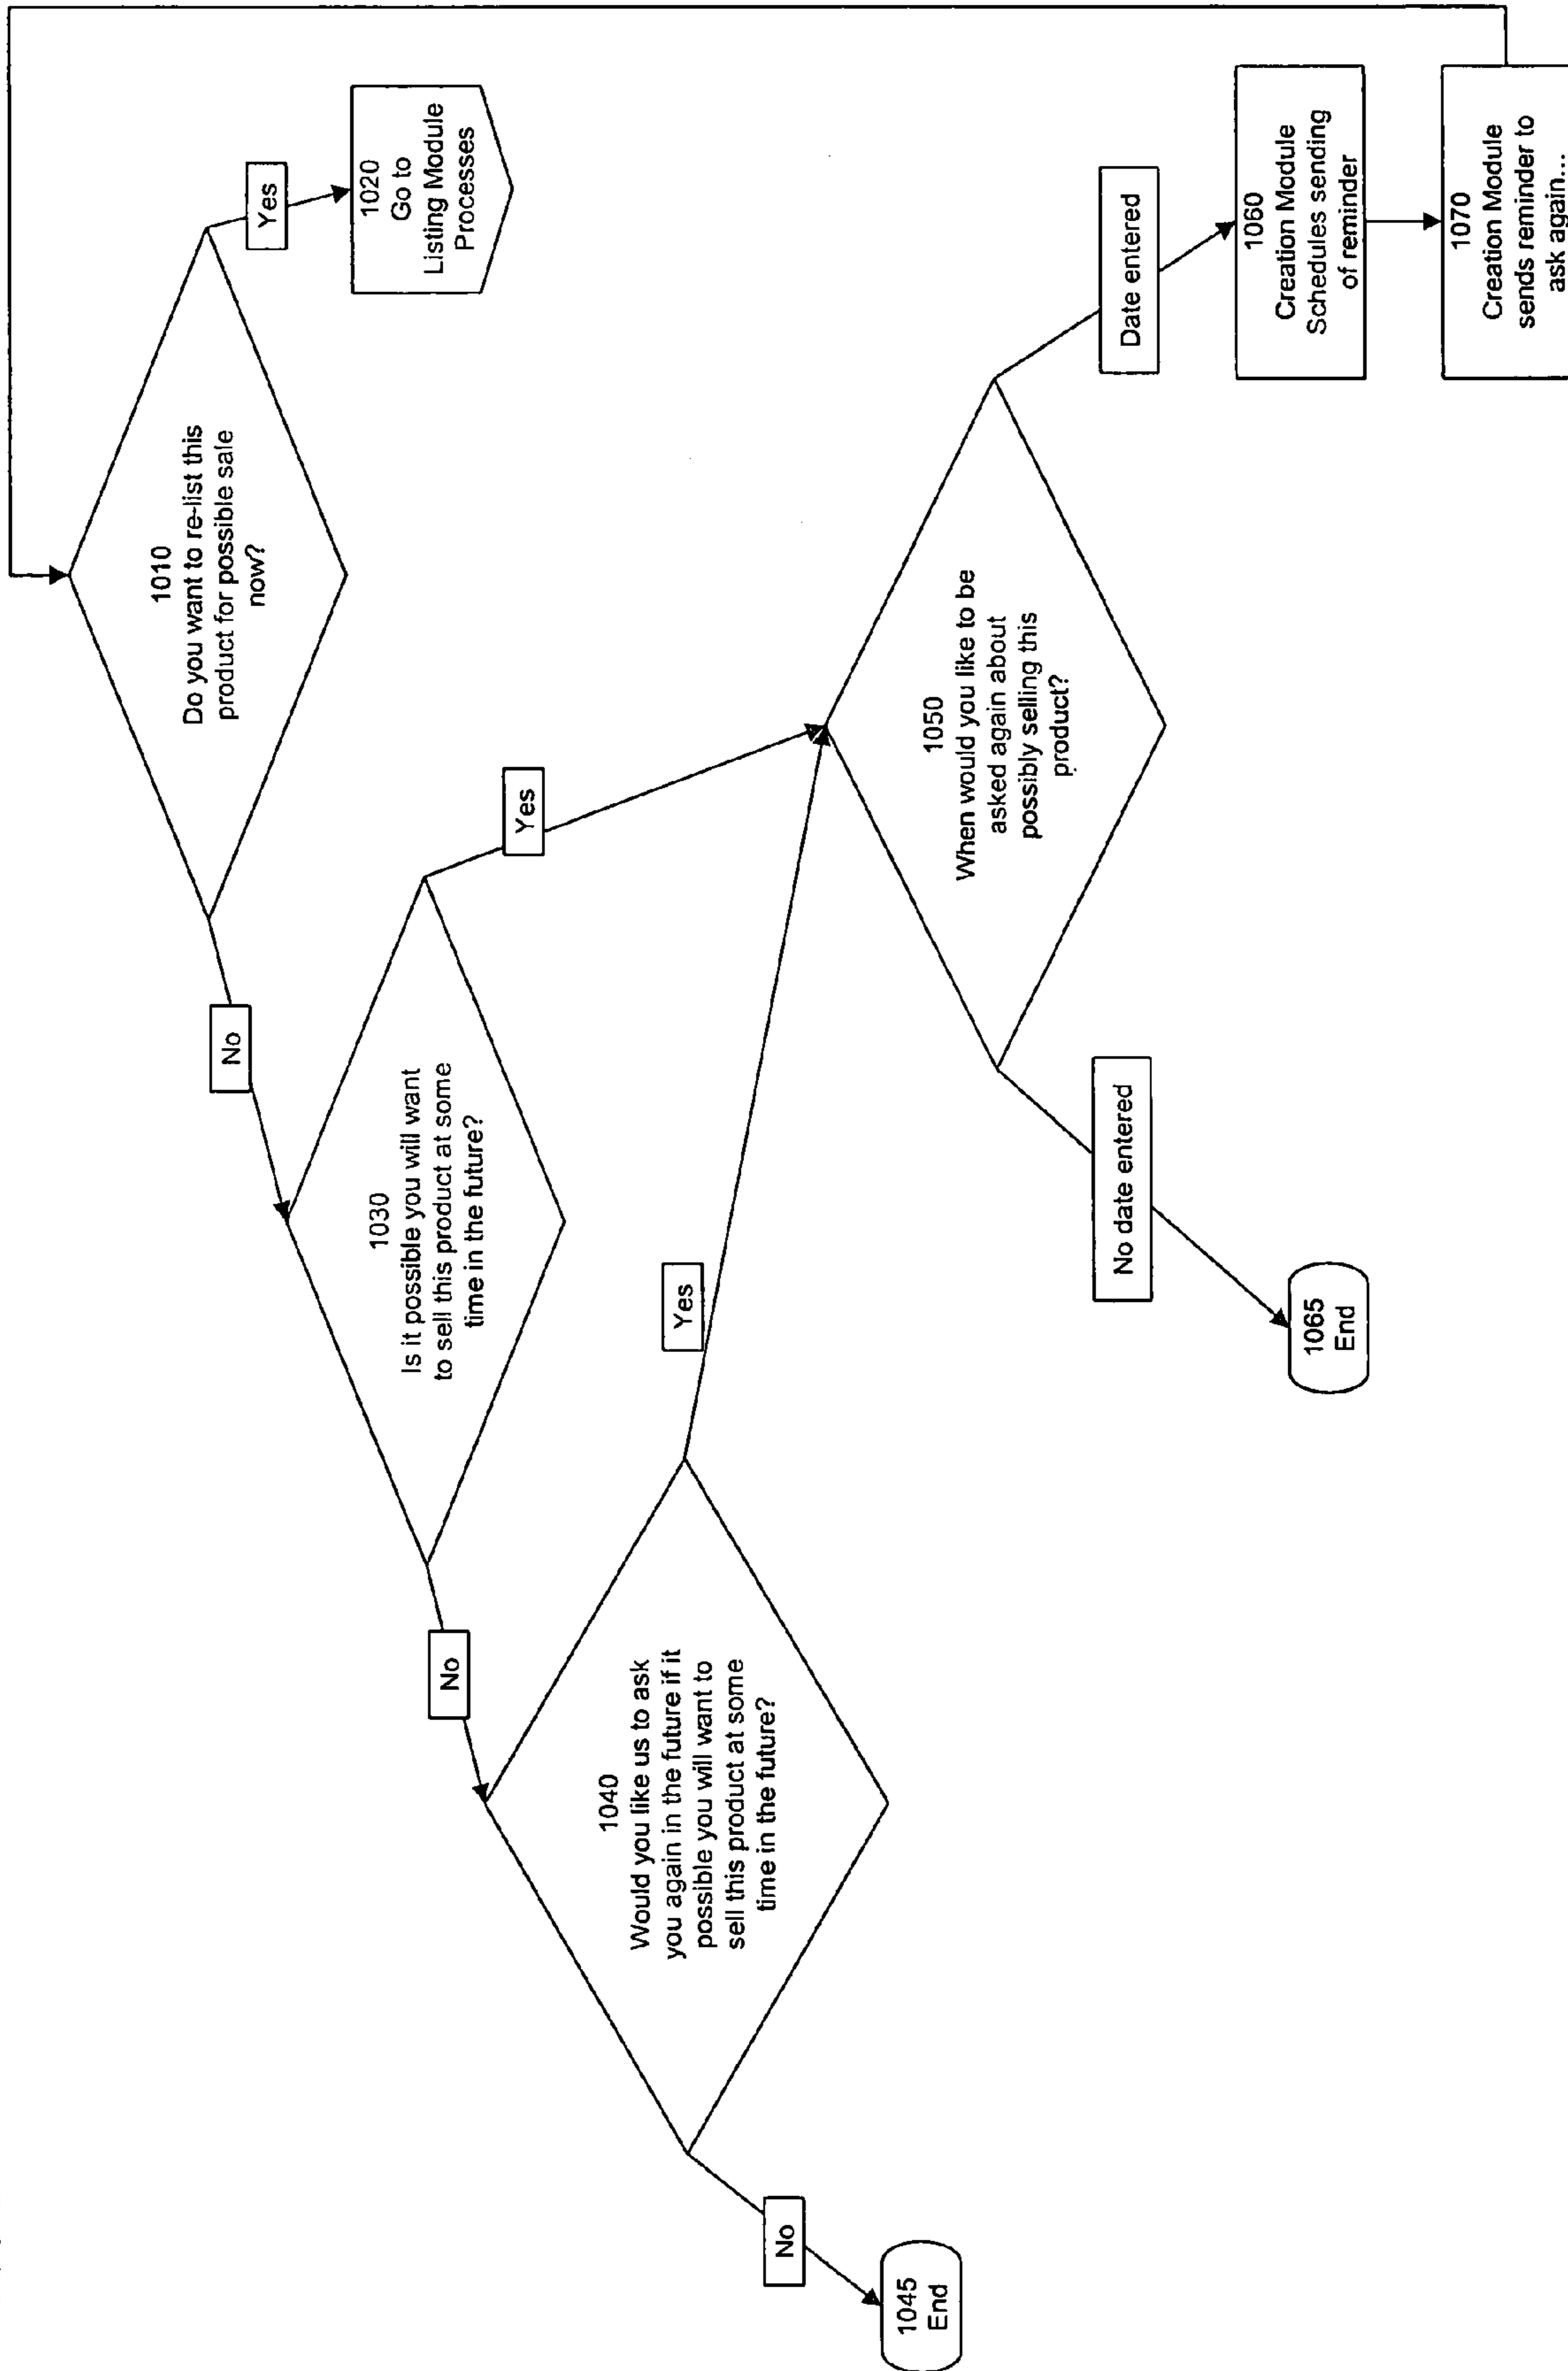 1010
Do you want to re-list this
product for possible sale
now?
Yes
1020
Go to
Listing Module
Processes
No
1030
Is it possible you will want
to sell this product at some
time in the future?
Yes
No
1040
Would you like us to ask
you again in the future if it
possible you will want to
sell this product at some
time in the future?
Yes
No
1045
End
1050
When would you like to be
asked again about
possibly selling this
product?
Date entered
No date entered
1065
End
1060
Creation Module
Schedules sending
of reminder
1070
Creation Module
sends reminder to
ask again...